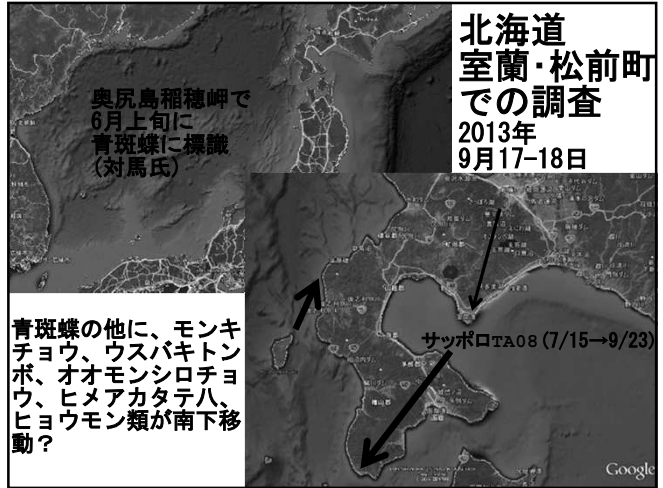 北海道
室蘭・松前町
での調査
2013年
9月17-18日
奥尻島稲穂岬で
6月上旬に
青斑蝶に標識
(対馬氏)
サッポロTA08(7/15→9/23)
青斑蝶の他に、モンキ
チョウ、ウスバキトン
ボ、オオモンシロチョ
ウ、ヒメアカタテハ、
ヒョウモン類が南下移
動？
Google